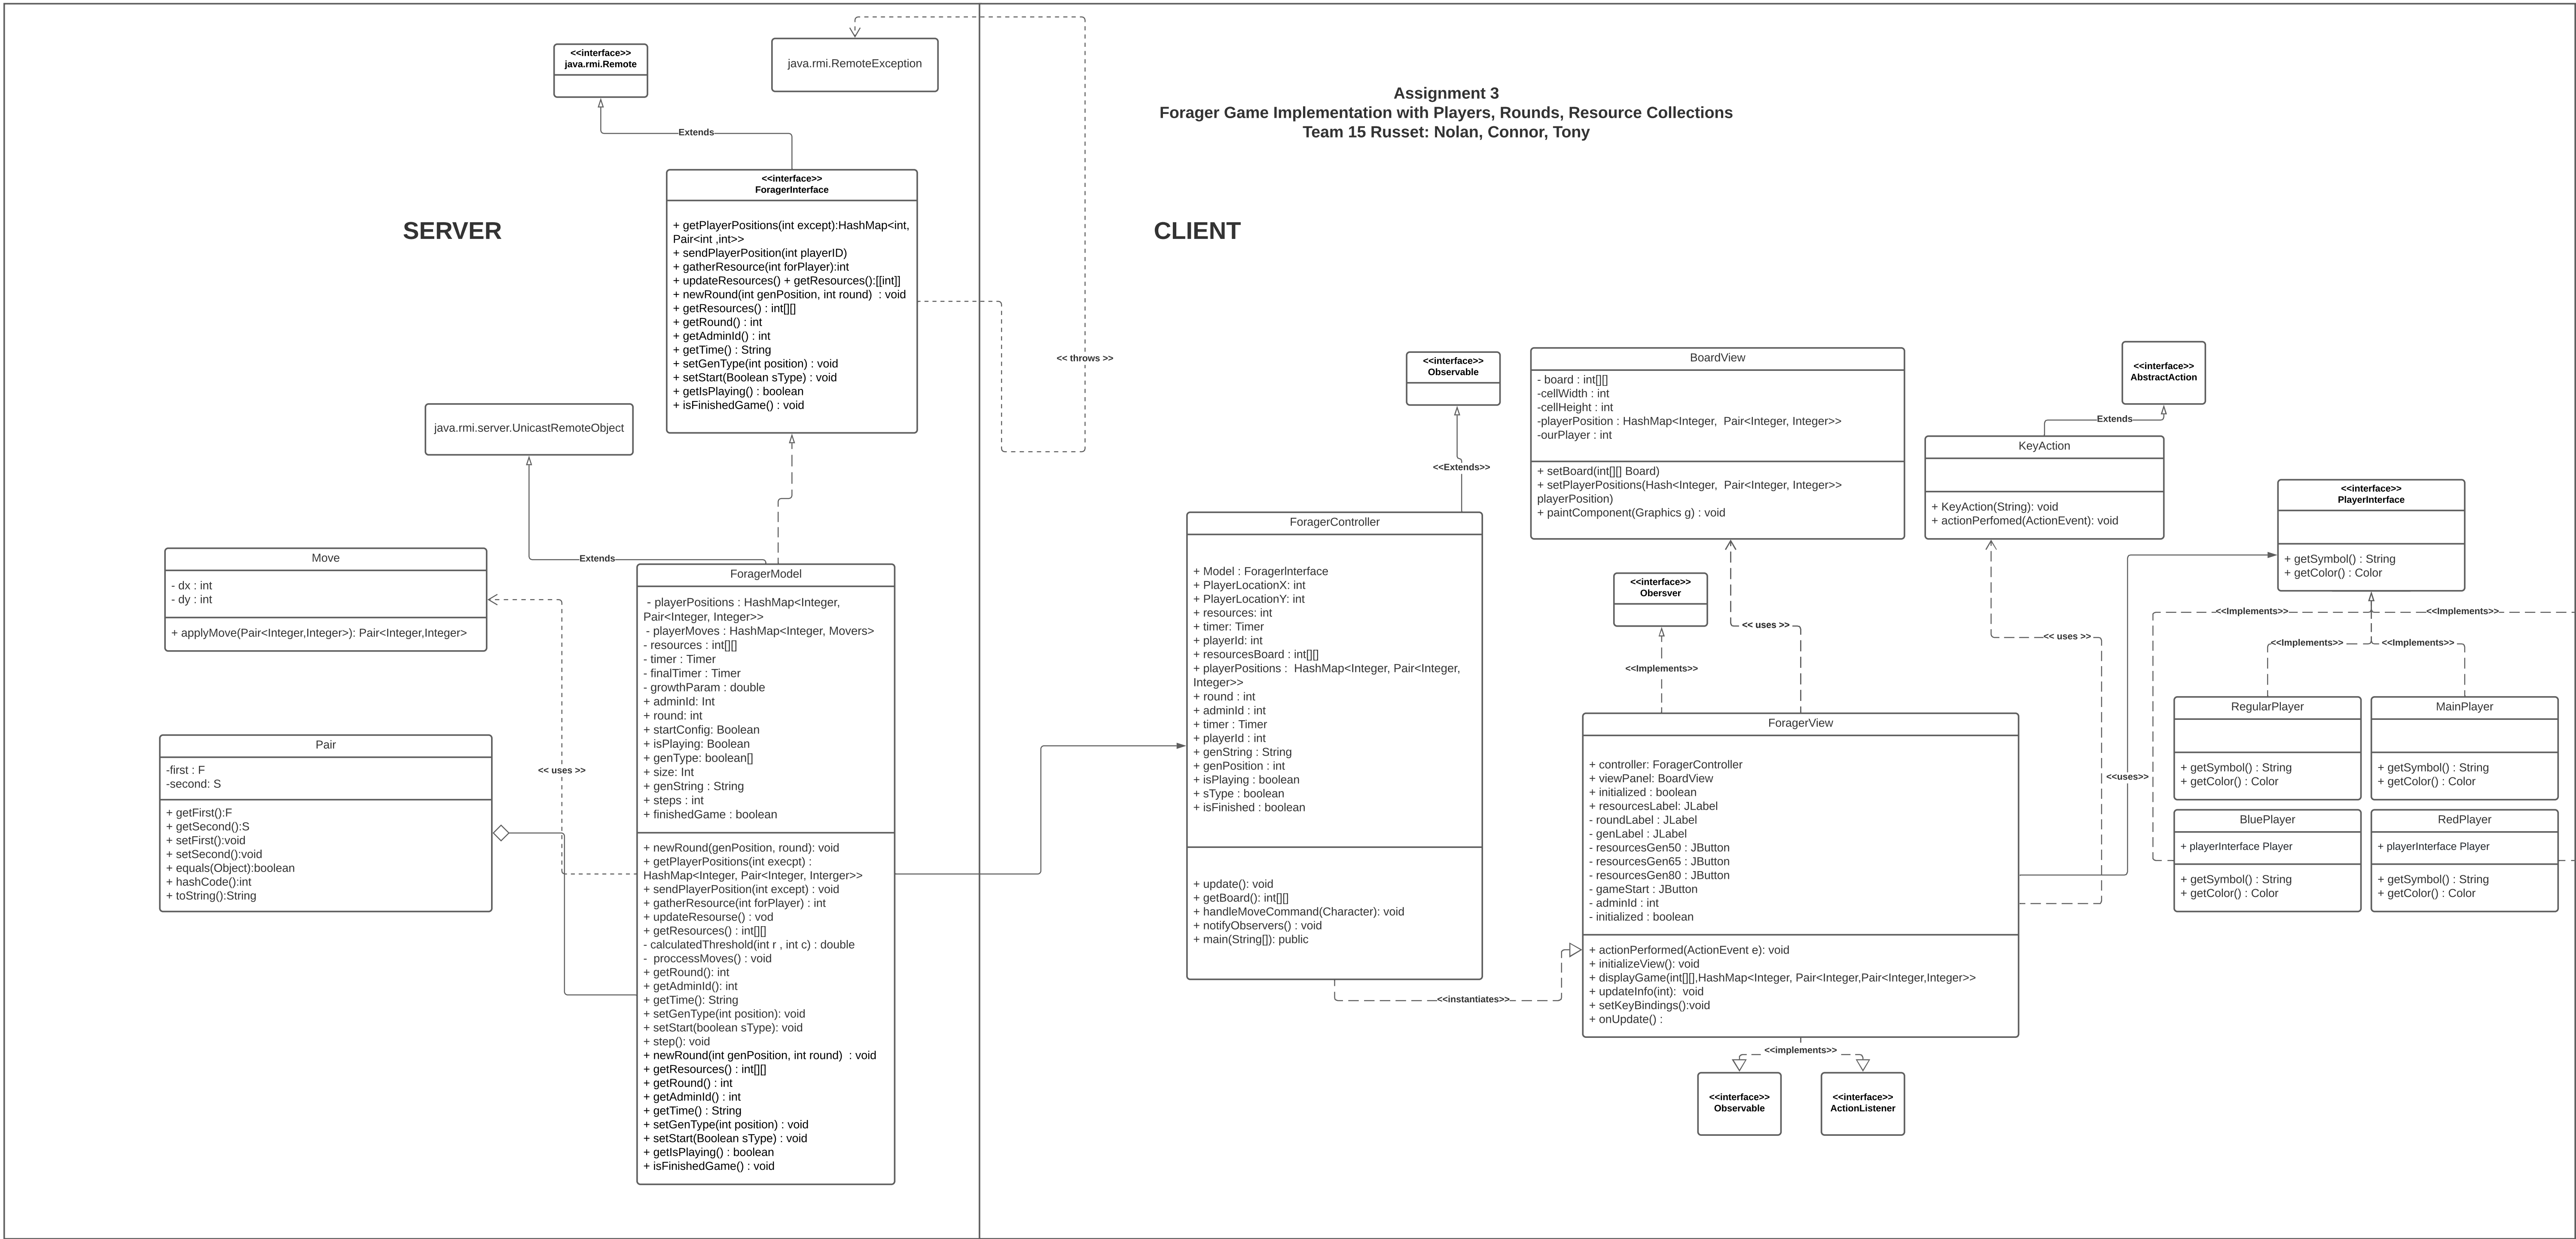 <<interface>>
java.rmi.Remote
java.rmi.RemoteException
Extends
<<interface>>
ForagerInterface
+ getPlayerPositions(int except):HashMap<int,
Pair<int ,int>>
+ sendPlayerPosition(int playerID)
+ gatherResource(int forPlayer):int
+ updateResources() + getResources():[[int]]
+ newRound(int genPosition, int round)  : void
+ getResources() : int[][]
+ getRound() : int
+ getAdminId() : int
+ getTime() : String
+ setGenType(int position) : void
+ setStart(Boolean sType) : void
+ getIsPlaying() : boolean
+ isFinishedGame() : void
SERVER
<< throws >>
java.rmi.server.UnicastRemoteObject
Extends
Move
- dx : int
- dy : int
+ applyMove(Pair<Integer,Integer>): Pair<Integer,Integer>
Pair
-first : F
-second: S
+ getFirst():F
+ getSecond():S
+ setFirst():void
+ setSecond():void
+ equals(Object):boolean
+ hashCode():int
+ toString():String
<< uses >>
ForagerModel
- playerPositions : HashMap<Integer,
Pair<Integer, Integer>>
- playerMoves : HashMap<Integer, Movers>
- resources : int[][]
- timer : Timer
- finalTimer : Timer
- growthParam : double
+ adminId: Int
+ round: int
+ startConfig: Boolean
+ isPlaying: Boolean
+ genType: boolean[]
+ size: Int
+ genString : String
+ steps : int
+ finishedGame : boolean
+ newRound(genPosition, round): void
+ getPlayerPositions(int execpt) :
HashMap<Integer, Pair<Integer, Interger>>
+ sendPlayerPosition(int except) : void
+ gatherResource(int forPlayer) : int
+ updateResourse() : vod
+ getResources() : int[][]
- calculatedThreshold(int r , int c) : double
-  proccessMoves() : void
+ getRound(): int
+ getAdminId(): int
+ getTime(): String
+ setGenType(int position): void
+ setStart(boolean sType): void
+ step(): void
+ newRound(int genPosition, int round)  : void
+ getResources() : int[][]
+ getRound() : int
+ getAdminId() : int
+ getTime() : String
+ setGenType(int position) : void
+ setStart(Boolean sType) : void
+ getIsPlaying() : boolean
+ isFinishedGame() : void
Assignment 3
Forager Game Implementation with Players, Rounds, Resource Collections
Team 15 Russet: Nolan, Connor, Tony
CLIENT
<<interface>>
Observable
<<Extends>>
ForagerController
+ Model : ForagerInterface
+ PlayerLocationX: int
+ PlayerLocationY: int
+ resources: int
+ timer: Timer
+ playerId: int
+ resourcesBoard : int[][]
+ playerPositions :  HashMap<Integer, Pair<Integer,
Integer>>
+ round : int
+ adminId : int
+ timer : Timer
+ playerId : int
+ genString : String
+ genPosition : int
+ isPlaying : boolean
+ sType : boolean
+ isFinished : boolean
+ update(): void
+ getBoard(): int[][]
+ handleMoveCommand(Character): void
+ notifyObservers() : void
+ main(String[]): public
<<instantiates>>
BoardView
- board : int[][]
-cellWidth : int
-cellHeight : int
-playerPosition : HashMap<Integer,  Pair<Integer, Integer>>
-ourPlayer : int
+ setBoard(int[][] Board)
+ setPlayerPositions(Hash<Integer,  Pair<Integer, Integer>>
playerPosition)
+ paintComponent(Graphics g) : void
<<interface>>
Obersver
<<Implements>>
<< uses >>
ForagerView
+ controller: ForagerController
+ viewPanel: BoardView
+ initialized : boolean
+ resourcesLabel: JLabel
- roundLabel : JLabel
- genLabel : JLabel
- resourcesGen50 : JButton
- resourcesGen65 : JButton
- resourcesGen80 : JButton
- gameStart : JButton
- adminId : int
- initialized : boolean
+ actionPerformed(ActionEvent e): void
+ initializeView(): void
+ displayGame(int[][],HashMap<Integer, Pair<Integer,Pair<Integer,Integer>>
+ updateInfo(int):  void
+ setKeyBindings():void
+ onUpdate() :
<<implements>>
<<interface>>
Observable
<<interface>>
ActionListener
<<interface>>
AbstractAction
Extends
KeyAction
+ KeyAction(String): void
+ actionPerfomed(ActionEvent): void
<< uses >>
<<uses>>
<<interface>>
PlayerInterface
+ getSymbol() : String
+ getColor() : Color
<<Implements>>
<<Implements>>
<<Implements>>
<<Implements>>
RegularPlayer
+ getSymbol() : String
+ getColor() : Color
MainPlayer
+ getSymbol() : String
+ getColor() : Color
BluePlayer
+ playerInterface Player
+ getSymbol() : String
+ getColor() : Color
RedPlayer
+ playerInterface Player
+ getSymbol() : String
+ getColor() : Color